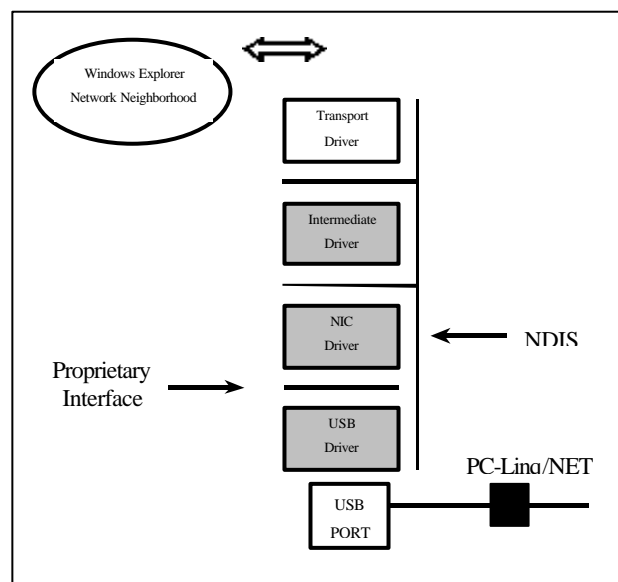 Windows Explorer
Network Neighborhood
Transport
Driver
Intermediate
Driver
NIC
Driver
NDIS
Proprietary
Interface
USB
Driver
PC-Linq/NET
USB
PORT